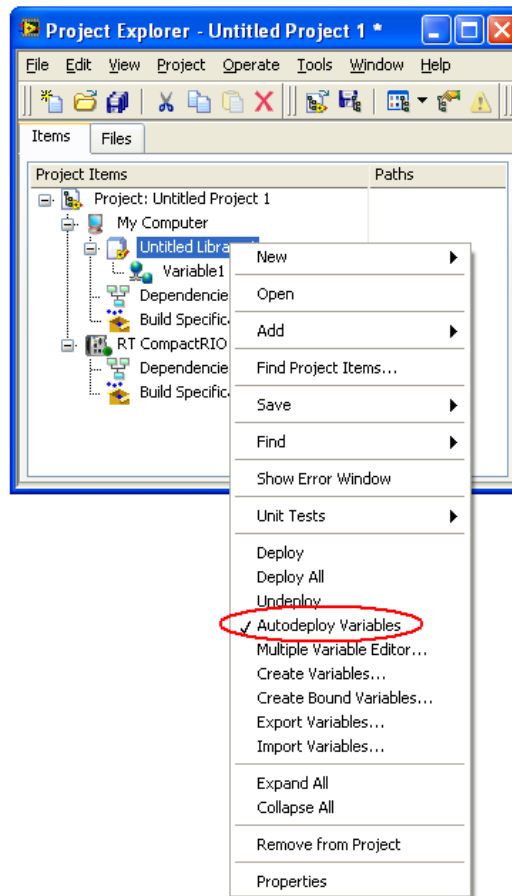 Project Explorer - Untitled Project 1 *
File Edit View Project Operate Tools Window Help
Items Files
Project Items Paths
Project: Untitled Project 1
My Computer
Untitled Libra
Variable1
Dependencie
Build Specific
RT CompactRIO
Dependencie
Build Specific
New
Open
Add
Find Project Items...
Save
Find
Show Error Window
Unit Tests
Deploy
Deploy All
Undeploy
Autodeploy Variables
Multiple Variable Editor...
Create Variables...
Create Bound Variables...
Export Variables...
Import Variables...
Expand All
Collapse All
Remove from Project
Properties